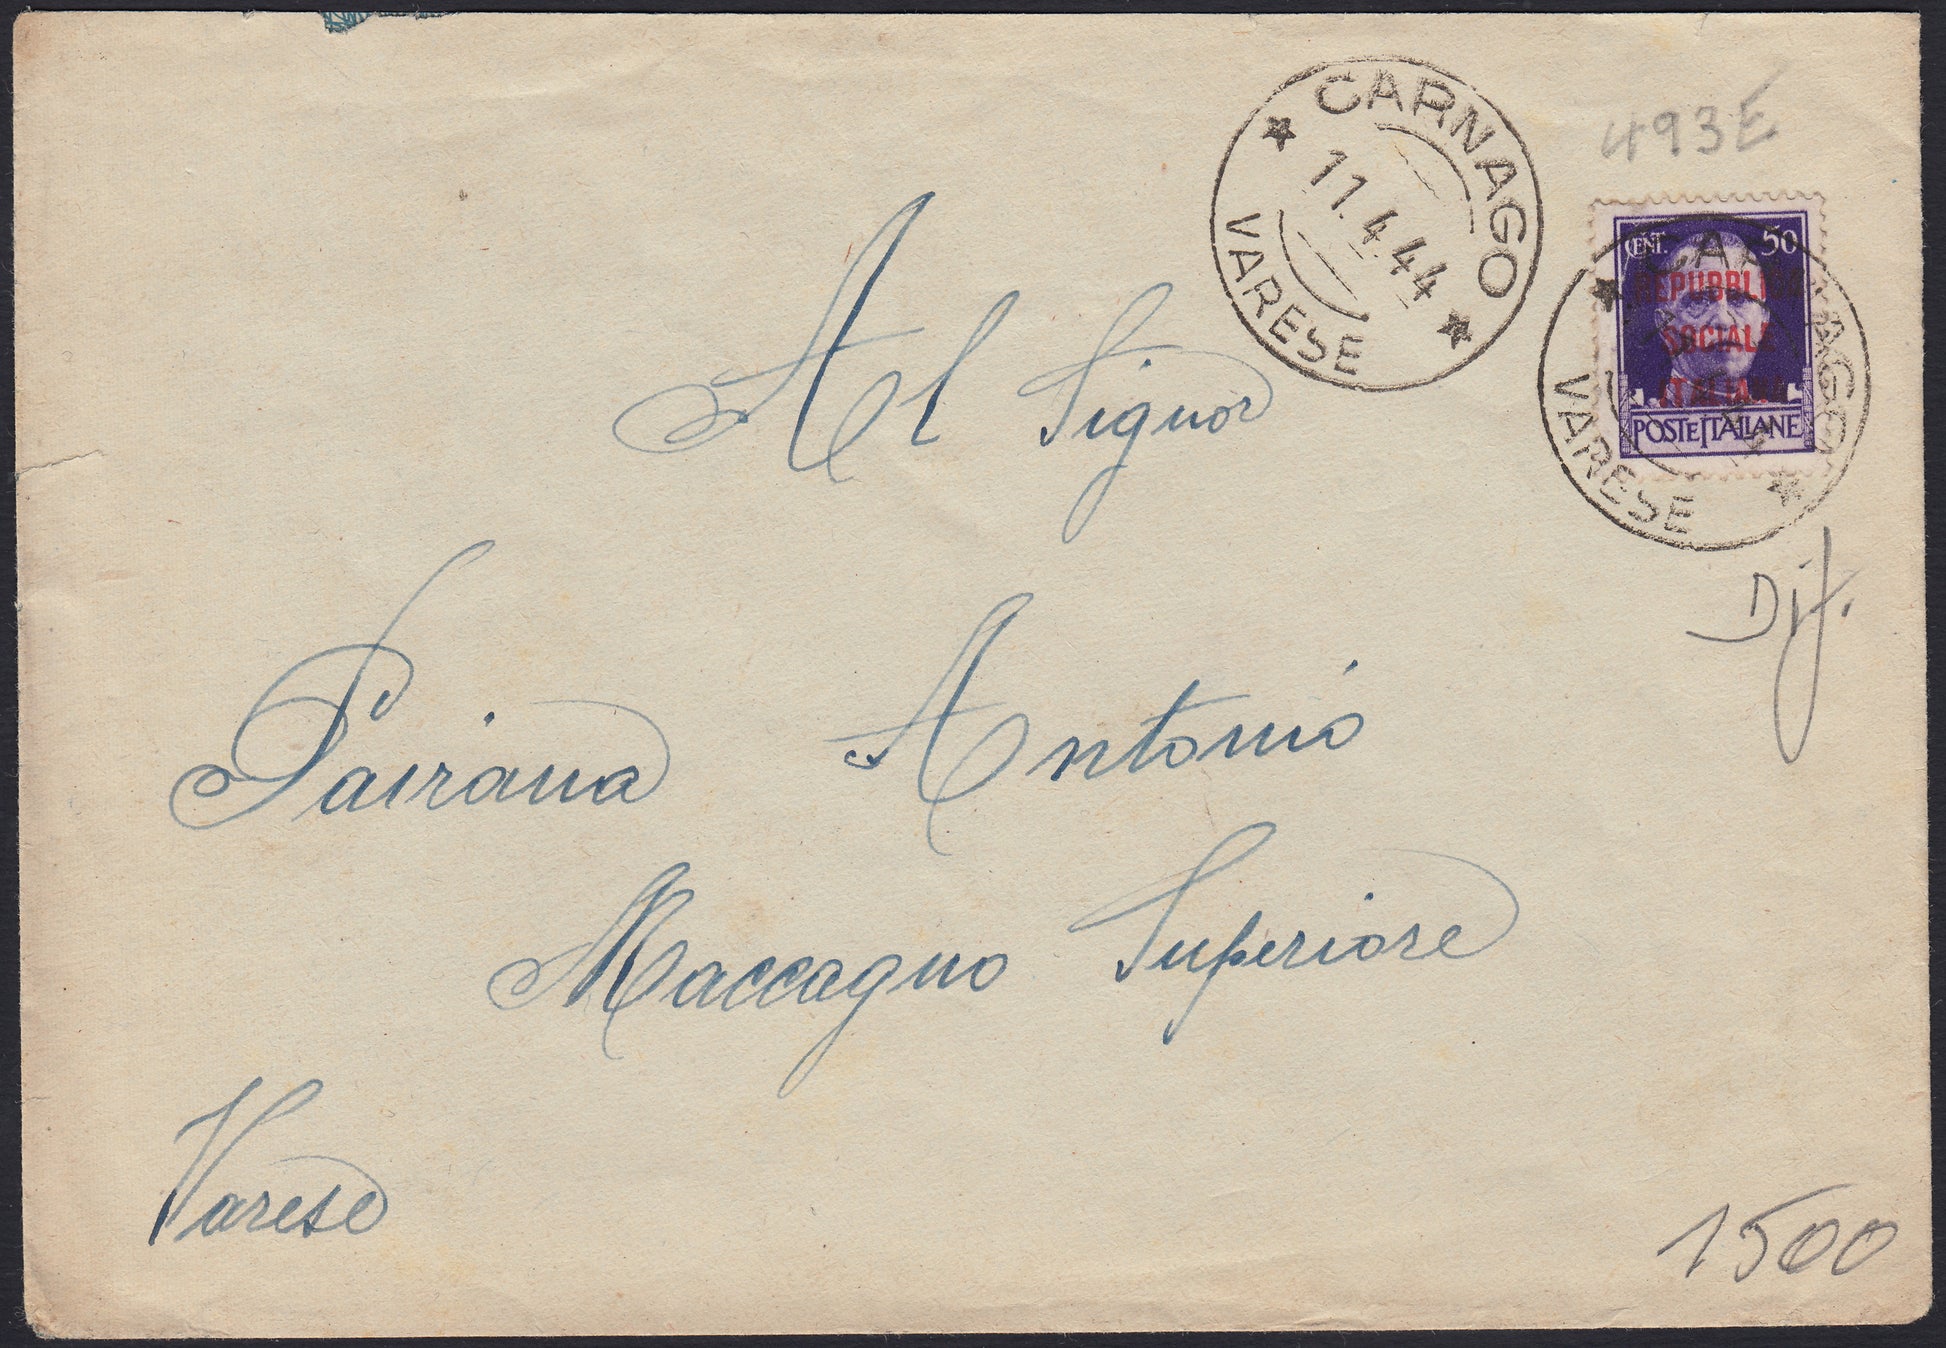 CARNAGO
11.4.44
VARESE
493E
CENT. 50
REPUBBLICA
SOCIALE
ITALIANA
POSTE ITALIANE
VARESE
Al Signor
Dif.
Pairana Antonio
Maccagno Superiore
Varese
1500